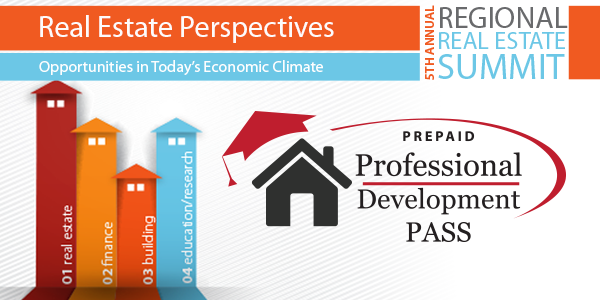 Real Estate Perspectives
Opportunities in Today's Economic Climate
5TH ANNUAL
REGIONAL
REAL ESTATE
SUMMIT
01 real estate
02 finance
03 building
04 education/research
PREPAID
Professional
Development
PASS